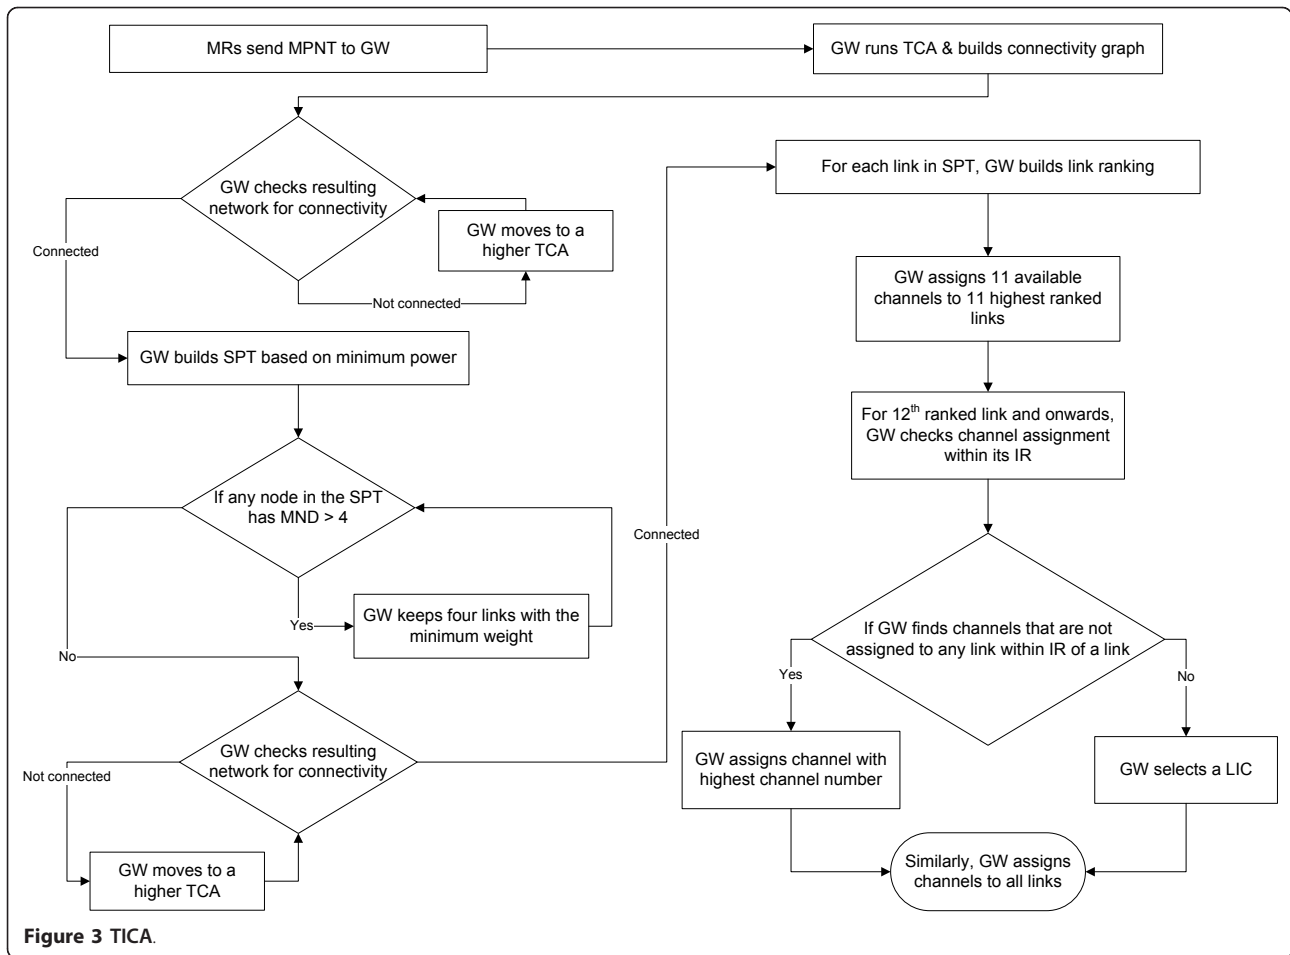 MRs send MPNT to GW
GW runs TCA & builds connectivity graph
GW checks resulting
network for connectivity
GW moves to a
higher TCA
Connected
Not connected
GW builds SPT based on minimum power
If any node in the SPT
has MND > 4
Yes
GW keeps four links with the
minimum weight
No
GW checks resulting
network for connectivity
Not connected
GW moves to a
higher TCA
Connected
For each link in SPT, GW builds link ranking
GW assigns 11 available
channels to 11 highest ranked
links
For 12th ranked link and onwards,
GW checks channel assignment
within its IR
If GW finds channels that are not
assigned to any link within IR of a link
Yes
No
GW assigns channel with
highest channel number
GW selects a LIC
Similarly, GW assigns
channels to all links
Figure 3 TICA.